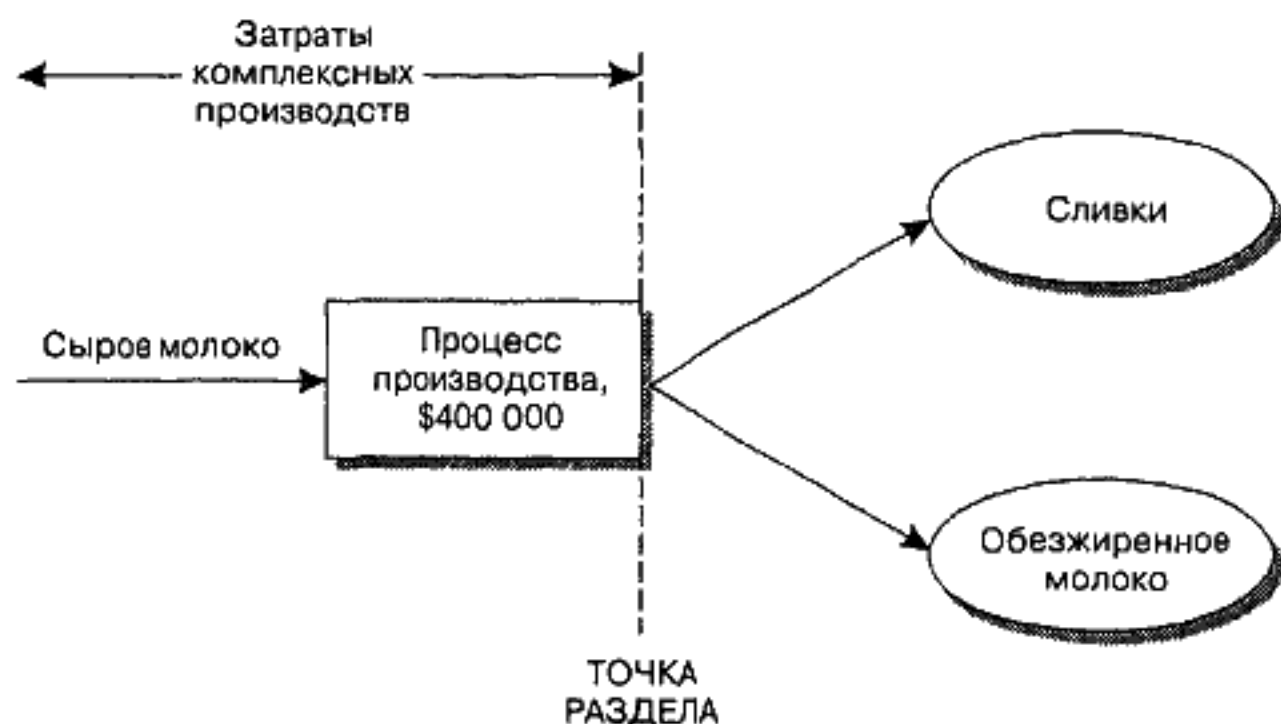 Затраты
комплексных
производств
Сливки
Сырое молоко
Процесс
производства,
$400 000
Обезжиренное
молоко
ТОЧКА
РАЗДЕЛА